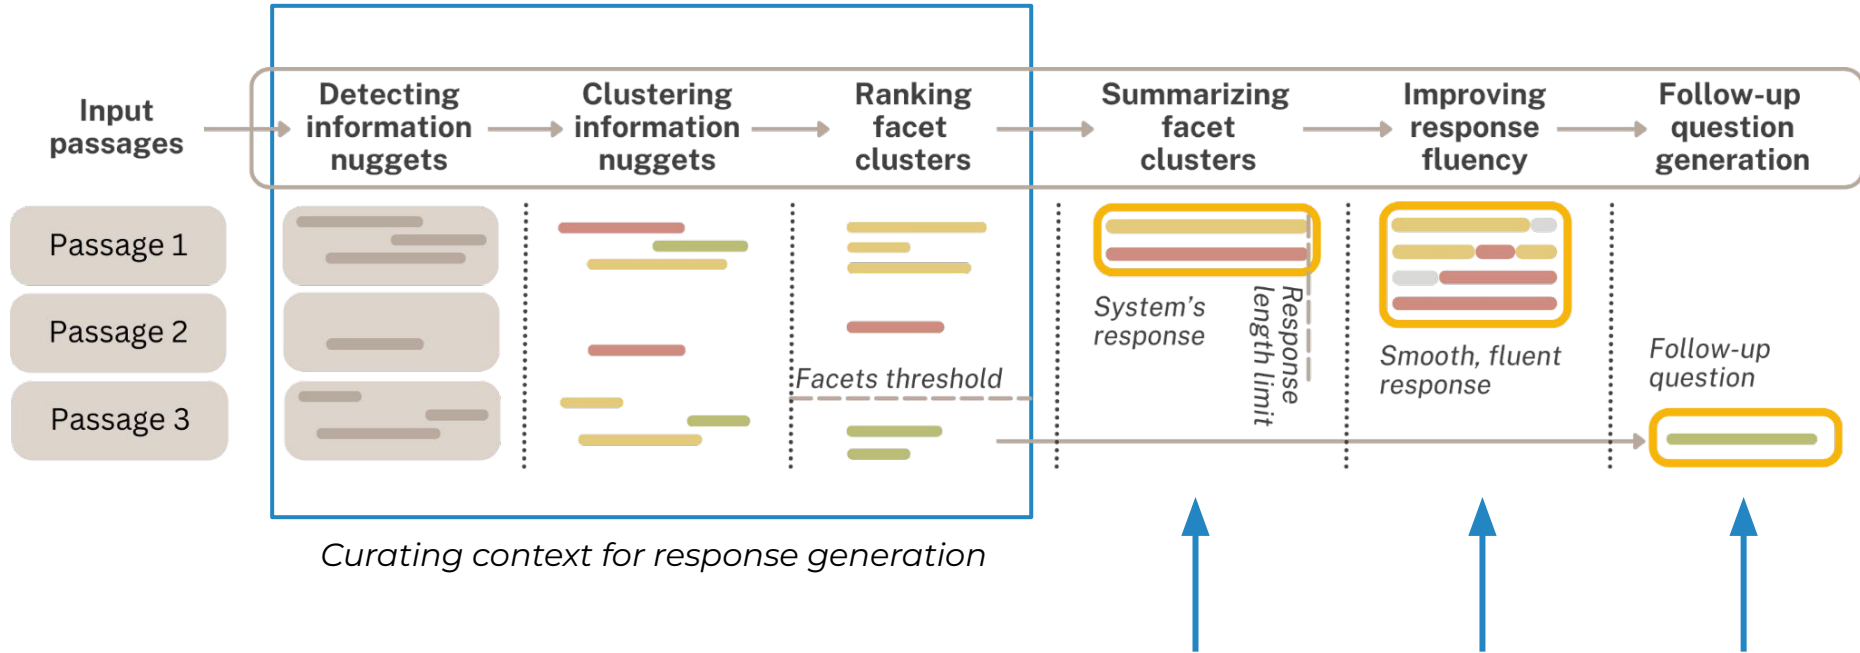 Input
passages
Detecting
information
nuggets
Clustering
information
nuggets
Ranking
facet
clusters
Summarizing
facet
clusters
Improving
response
fluency
Follow-up
question
generation
Passage 1
Passage 2
Passage 3
Facets threshold
System's
response
Response
length limit
Smooth, fluent
response
Follow-up
question
Curating context for response generation